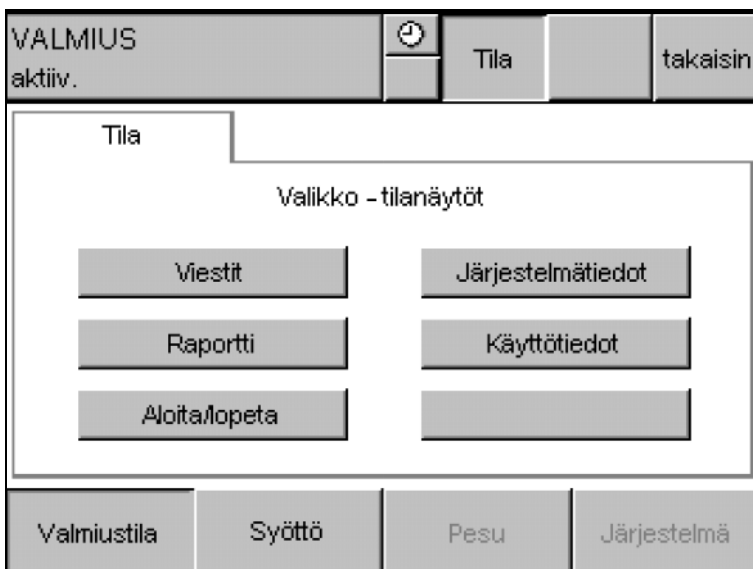 VALMIUS
aktiiv.
Tila
takaisin
Tila
Valikko - tilanäytöt
Viestit
Järjestelmätiedot
Raportti
Käyttötiedot
Aloita/lopeta
Valmiustila
Syöttö
Pesu
Järjestelmä